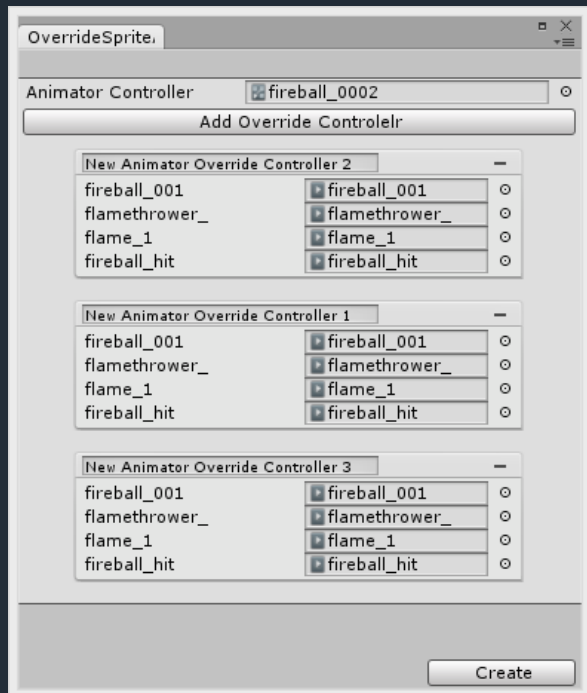 OverrideSprite
Animator Controller fireball_0002
Add Override Controlelr
New Animator Override Controller 2
fireball_001 fireball_001
flamethrower_ flamethrower_
flame_1 flame_1
fireball_hit fireball_hit
New Animator Override Controller 1
fireball_001 fireball_001
flamethrower_ flamethrower_
flame_1 flame_1
fireball_hit fireball_hit
New Animator Override Controller 3
fireball_001 fireball_001
flamethrower_ flamethrower_
flame_1 flame_1
fireball_hit fireball_hit
Create